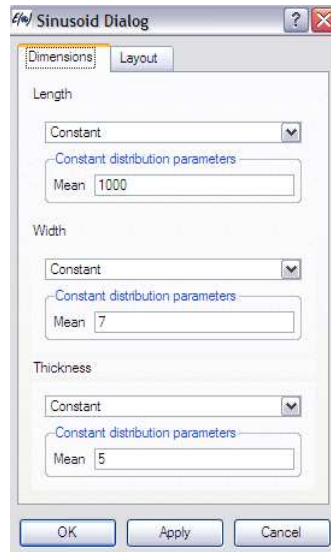 Sinusoid Dialog
Dimensions Layout
Length
Constant
Constant distribution parameters
Mean 1000
Width
Constant
Constant distribution parameters
Mean 7
Thickness
Constant
Constant distribution parameters
Mean 5
OK Apply Cancel